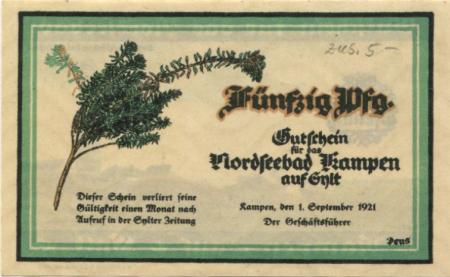 zus. 5 –
Fünfzig Pfg.
Gutschein
für das
Nordseebad Kampen
auf Sylt
Dieser Schein verliert seine
Gültigkeit einen Monat nach
Aufruf in der Sylter Zeitung
Kampen, den 1. September 1921
Der Geschäftsführer